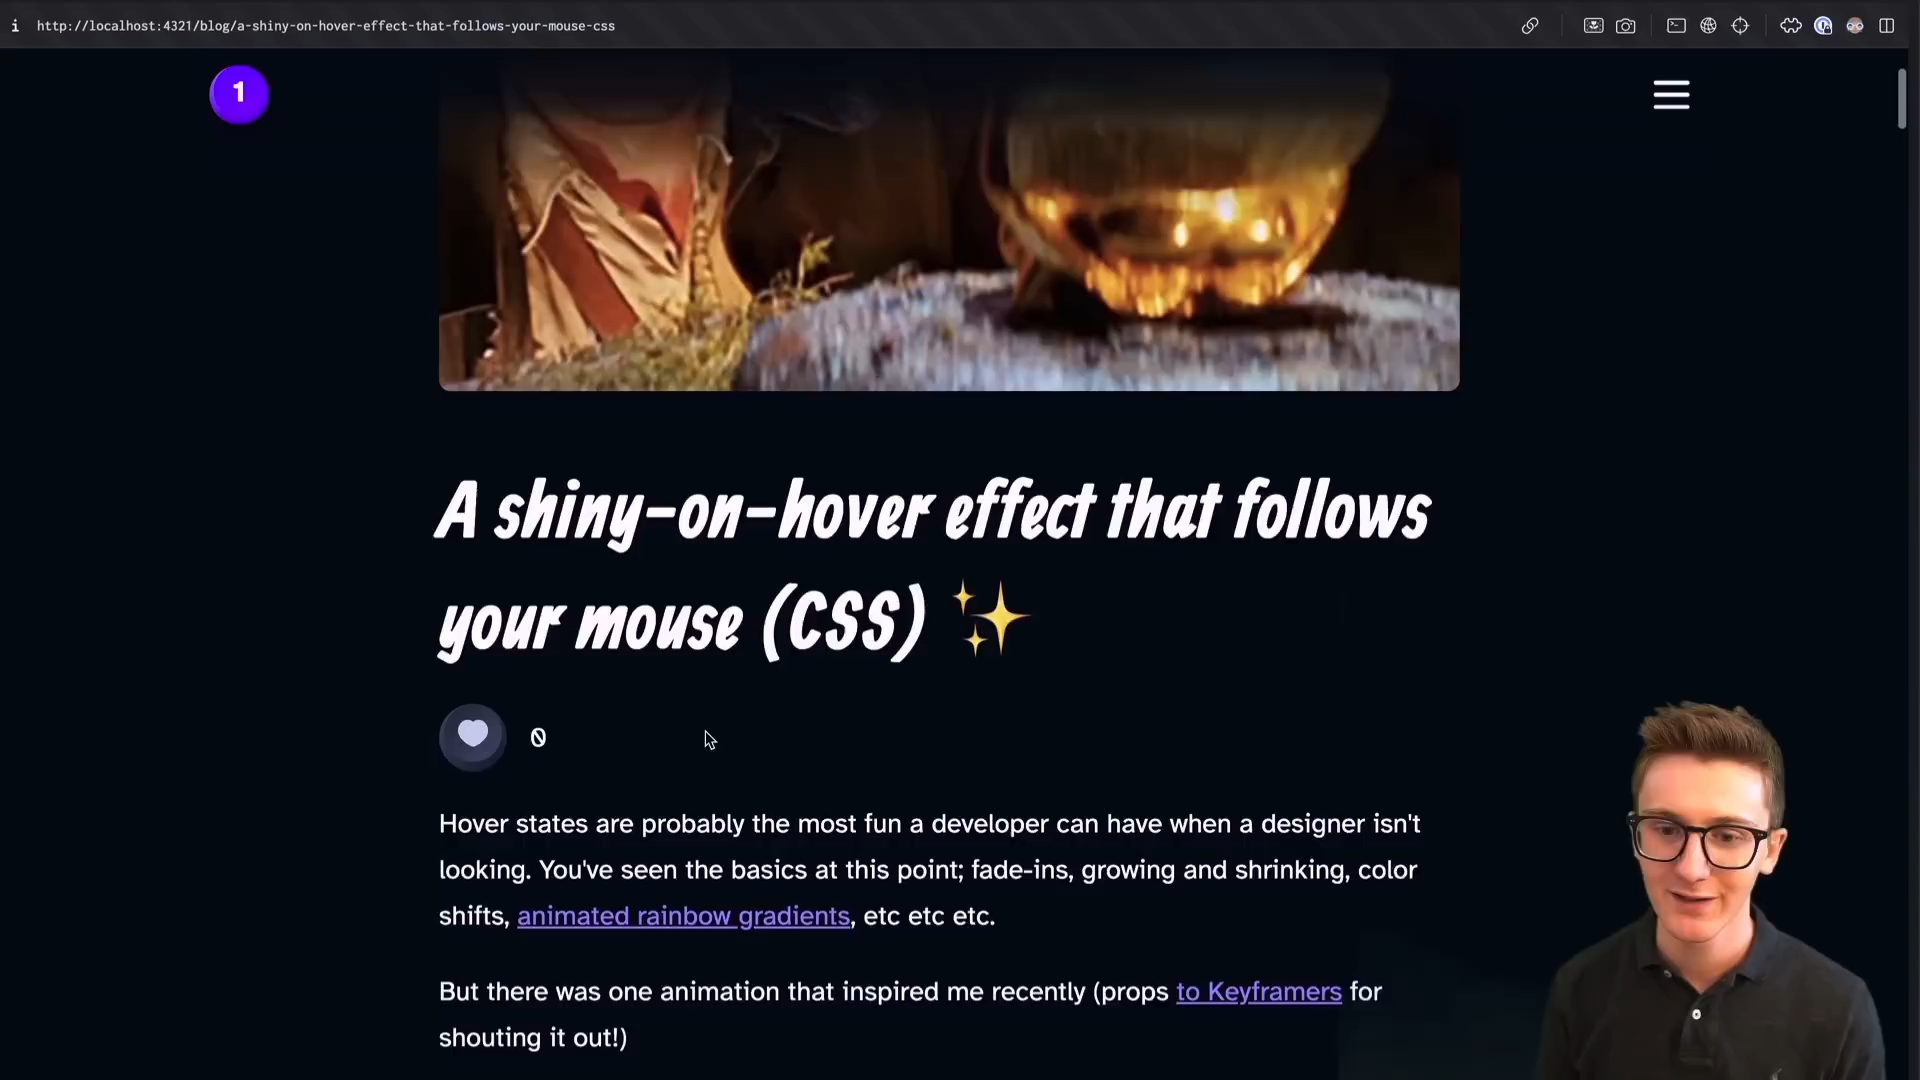 http://localhost:4321/blog/a-shiny-on-hover-effect-that-follows-your-mouse-css
1
A shiny-on-hover effect that follows
your mouse (CSS) ✨
0
Hover states are probably the most fun a developer can have when a designer isn't
looking. You've seen the basics at this point; fade-ins, growing and shrinking, color
shifts, animated rainbow gradients, etc etc etc.
But there was one animation that inspired me recently (props to Keyframers for
shouting it out!)